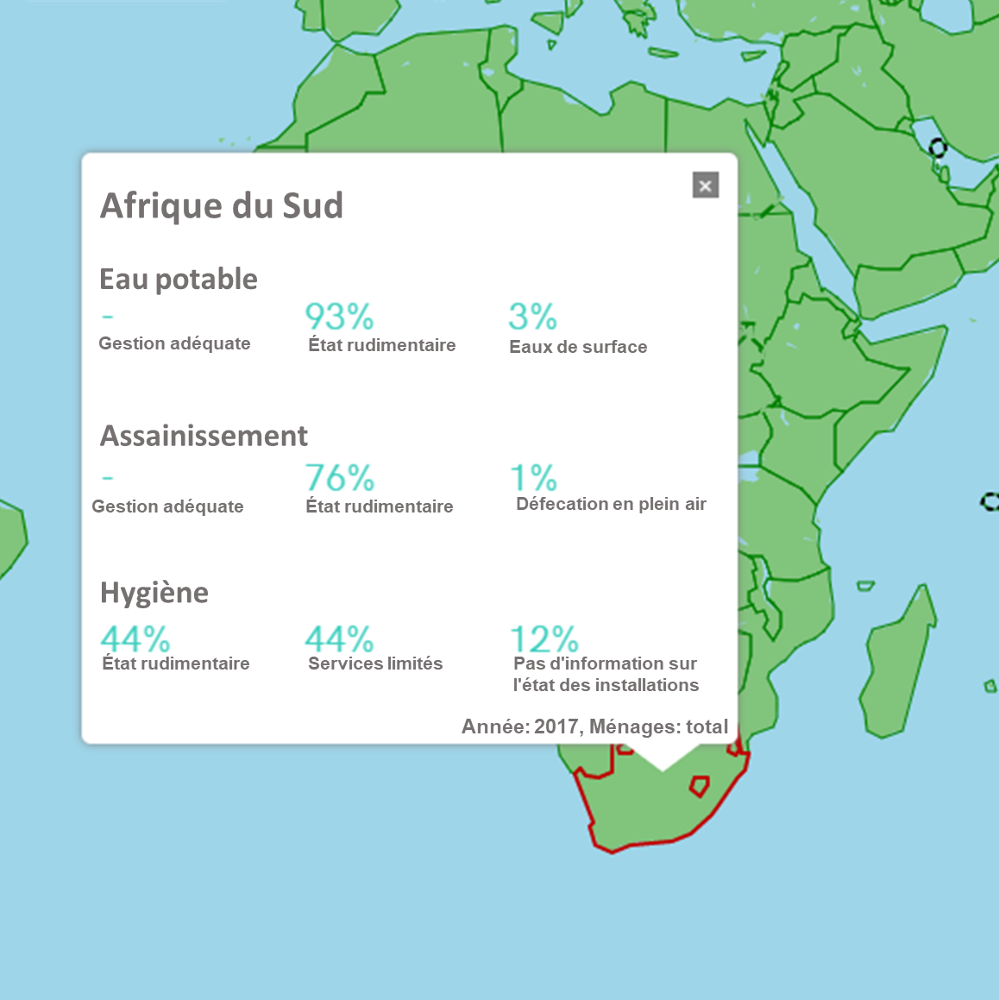 Afrique du Sud
Eau potable
- 93% 3%
Gestion adéquate État rudimentaire Eaux de surface
Assainissement
- 76% 1%
Gestion adéquate État rudimentaire Défecation en plein air
Hygiène
44% 44% 12%
État rudimentaire Services limités Pas d'information sur
l'état des installations
Année: 2017, Ménages: total